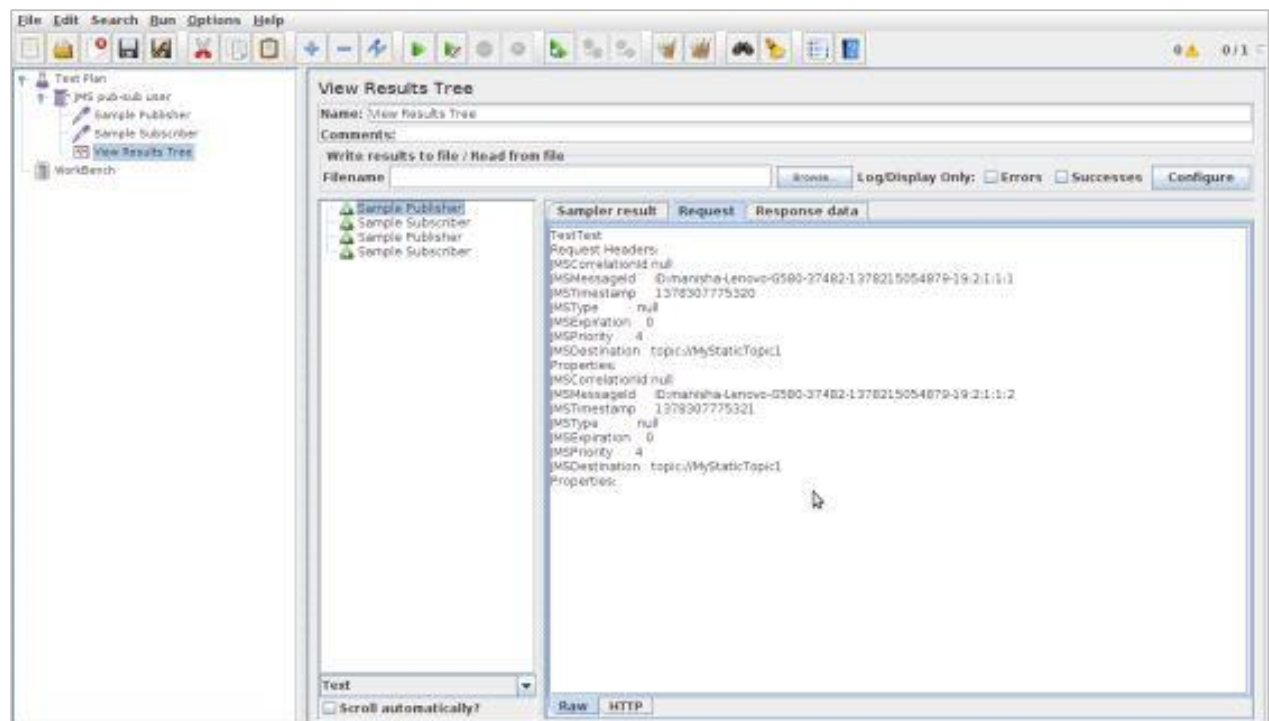 File Edit Search Run Options Help
0 0/1
Test Plan
JMS pub-sub user
Sample Publisher
Sample Subscriber
View Results Tree
WorkBench
View Results Tree
Name: View Results Tree
Comments:
Write results to file / Read from file
Filename
Browse... Log/Display Only: Errors Successes Configure
Sample Publisher
Sample Subscriber
Sample Publisher
Sample Subscriber
Text
Scroll automatically?
Sampler result Request Response data
TestTest
Request Headers:
JMSCorrelationId null
JMSMessageId ID:manisha-Lenovo-G580-37482-1378215054879-19:2:1:1:1
JMSTimestamp 1378307775320
JMSType null
JMSExpiration 0
JMSPriority 4
JMSDestination topic://MyStaticTopic1
Properties:
JMSCorrelationId null
JMSMessageId ID:manisha-Lenovo-G580-37482-1378215054879-19:2:1:1:2
JMSTimestamp 1378307775321
JMSType null
JMSExpiration 0
JMSPriority 4
JMSDestination topic://MyStaticTopic1
Properties:
Raw HTTP